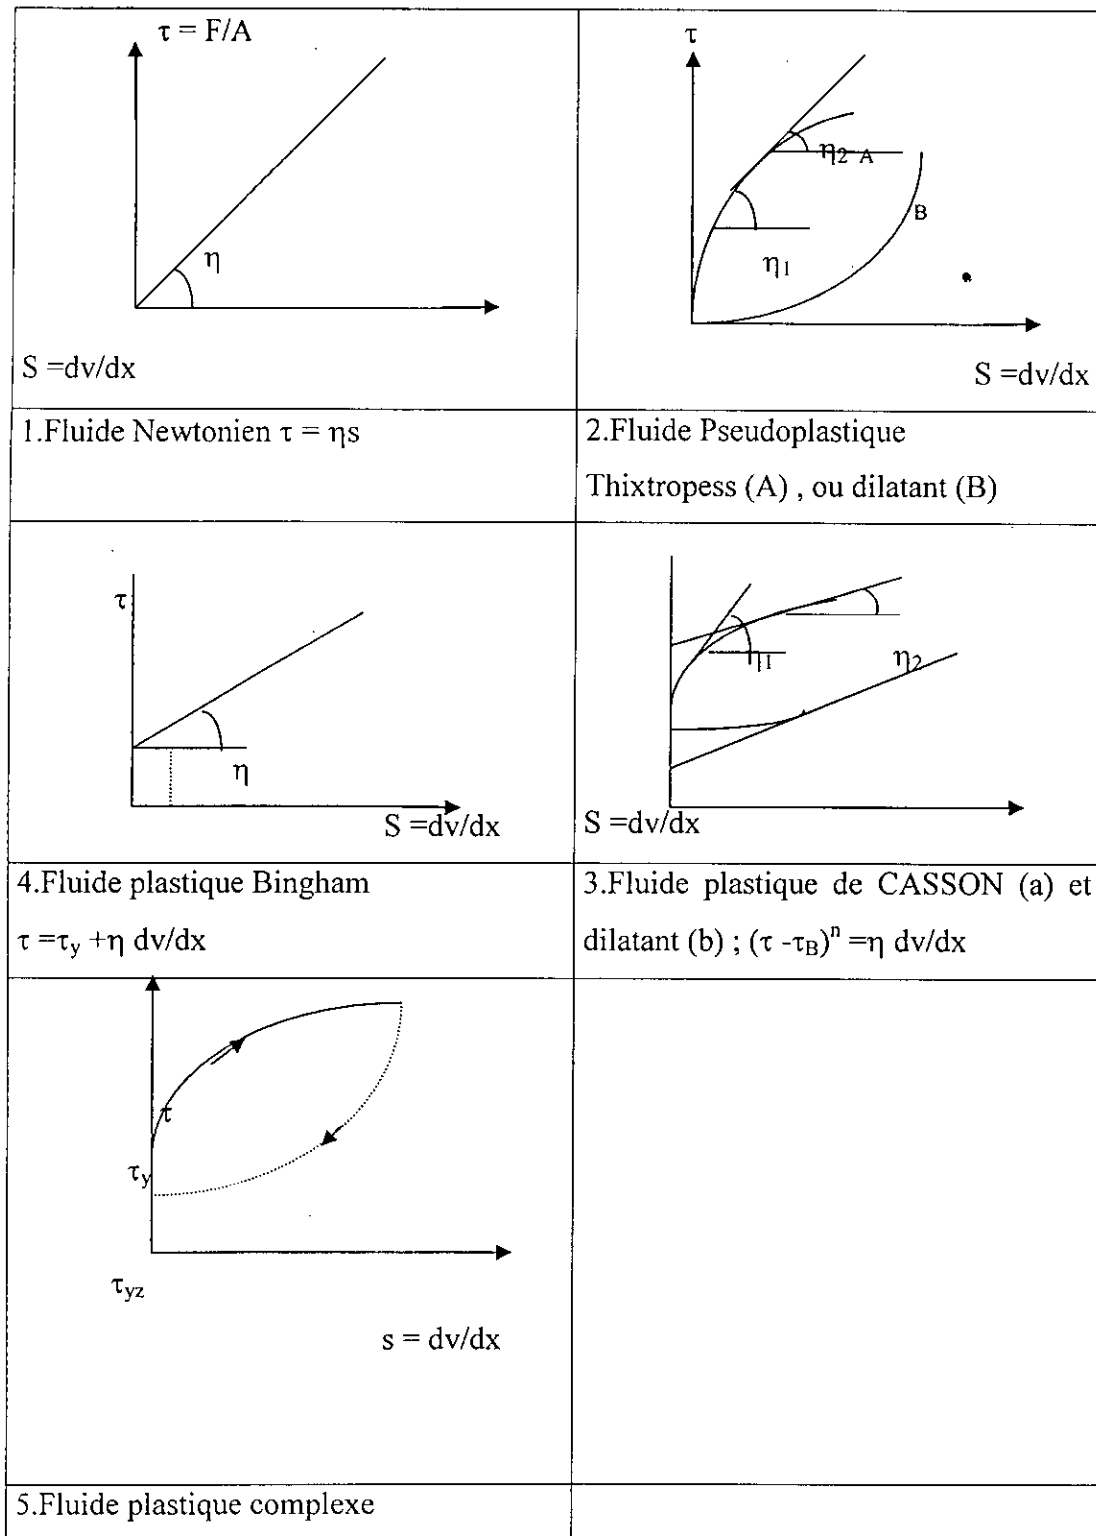 τ = F/A
η
S =dv/dx
τ
η2 A
B
η1
S =dv/dx
1.Fluide Newtonien τ = ηs
2.Fluide Pseudoplastique
Thixtropess (A) , ou dilatant (B)
τ
η
S =dv/dx
η1
η2
S =dv/dx
4.Fluide plastique Bingham
τ =τy +η dv/dx
3.Fluide plastique de CASSON (a) et
dilatant (b) ; (τ -τB)^n =η dv/dx
τ
τy
τyz
s = dv/dx
5.Fluide plastique complexe